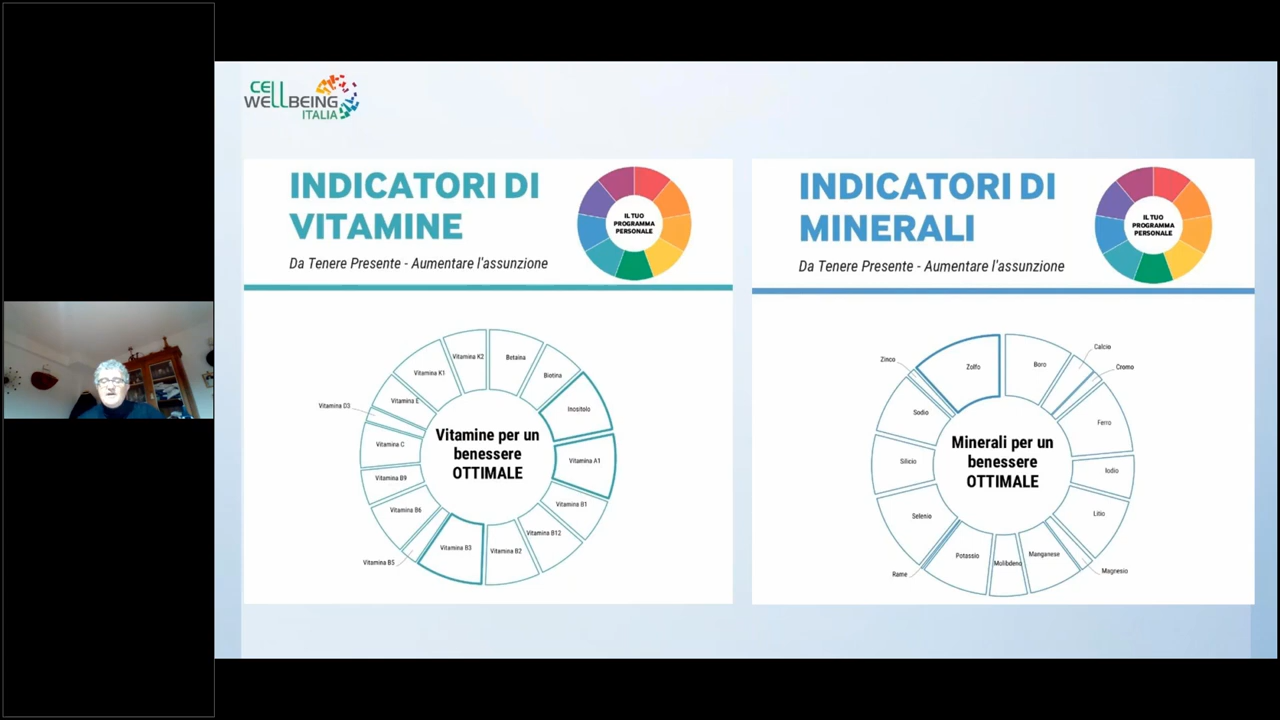 CELL
WELLBEING
ITALIA
INDICATORI DI
VITAMINE
Da Tenere Presente - Aumentare l'assunzione
IL TUO
PROGRAMMA
PERSONALE
Vitamina K2
Betaina
Vitamina K1
Biotina
Vitamina E
Vitamina D3
Inositolo
Vitamina C
Vitamina A1
Vitamina B9
Vitamina B1
Vitamina B6
Vitamina B12
Vitamina B5
Vitamina B3
Vitamina B2
Vitamine per un
benessere
OTTIMALE
INDICATORI DI
MINERALI
Da Tenere Presente - Aumentare l'assunzione
IL TUO
PROGRAMMA
PERSONALE
Calcio
Zinco
Zolfo
Boro
Cromo
Sodio
Ferro
Silicio
Iodio
Selenio
Litio
Potassio
Molibdeno
Manganese
Rame
Magnesio
Minerali per un
benessere
OTTIMALE